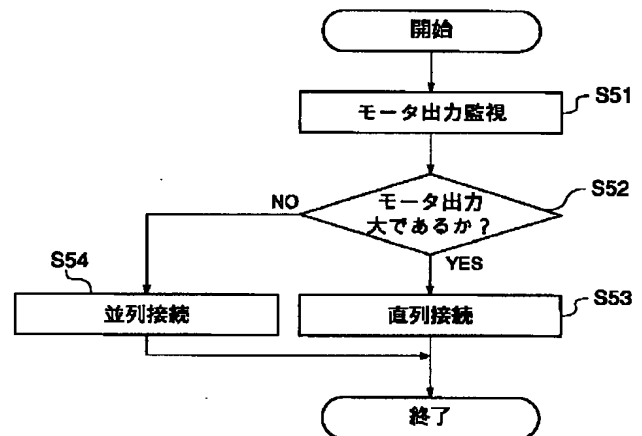 開始
モータ出力監視
S51
モータ出力
大であるか？
S52
NO
YES
S54
並列接続
直列接続
S53
終了